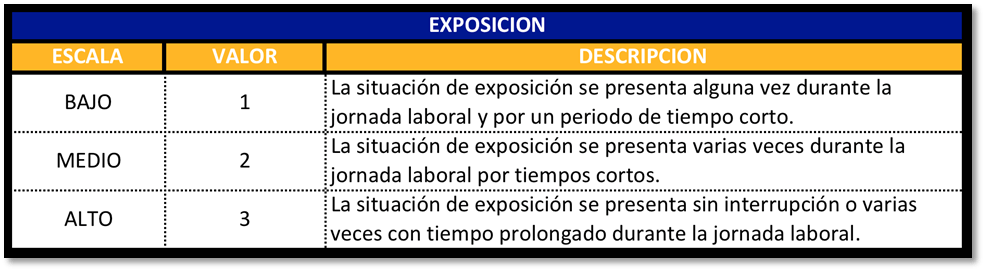 EXPOSICION
ESCALA VALOR DESCRIPCION
BAJO 1 La situación de exposición se presenta alguna vez durante la
jornada laboral y por un periodo de tiempo corto.
MEDIO 2 La situación de exposición se presenta varias veces durante la
jornada laboral por tiempos cortos.
ALTO 3 La situación de exposición se presenta sin interrupción o varias
veces con tiempo prolongado durante la jornada laboral.